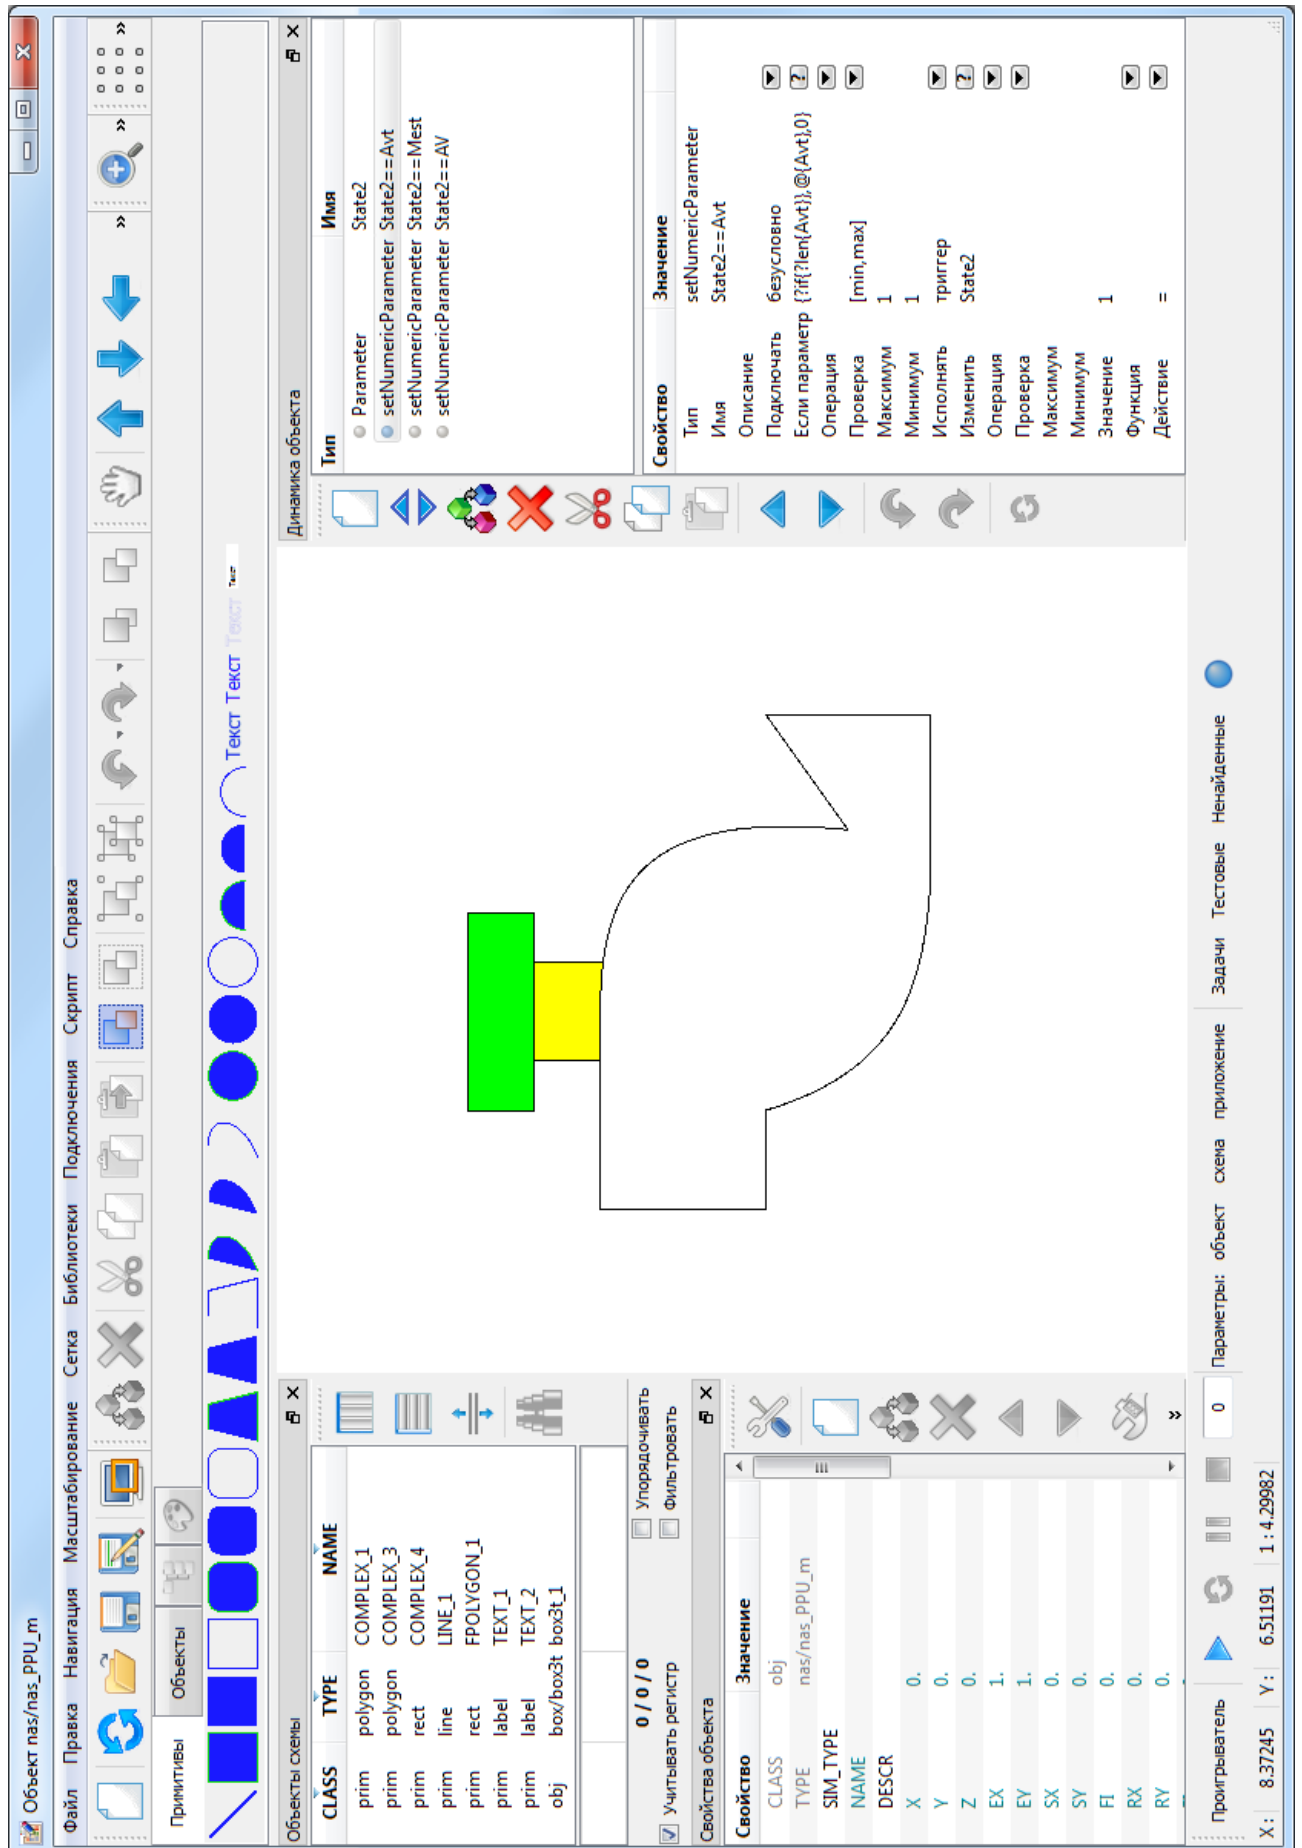 Объект nas/nas_PPU_m
Файл Правка Навигация Масштабирование Сетка Библиотеки Подключения Скрипт Справка
Примитивы Объекты
Текст Текст Текст Текст
Объекты схемы
CLASS TYPE NAME
prim polygon COMPLEX_1
prim polygon COMPLEX_3
prim rect COMPLEX_4
prim line LINE_1
prim rect FPOLYGON_1
prim label TEXT_1
prim label TEXT_2
obj box/box3t box3t_1
0 / 0 / 0
Учитывать регистр Упорядочивать
Фильтровать
Свойства объекта
Свойство Значение
CLASS obj
TYPE nas/nas_PPU_m
SIM_TYPE
NAME
DESCR
X 0.
Y 0.
Z 0.
EX 1.
EY 1.
SX 0.
SY 0.
FI 0.
RX 0.
RY 0.
Динамика объекта
Тип Имя
Parameter State2
setNumericParameter State2==Avt
setNumericParameter State2==Mest
setNumericParameter State2==AV
Свойство Значение
Тип setNumericParameter
Имя State2==Avt
Описание
Подключать безусловно
Если параметр {?if{?len{Avt}},@{Avt},0}
Операция
Проверка [min,max]
Максимум 1
Минимум 1
Исполнять триггер
Изменить State2
Операция
Проверка
Максимум
Минимум
Значение 1
Функция
Действие =
Проигрыватель 0 Параметры: объект схема приложение Задачи Тестовые Ненайденные
X: 8.37245 Y: 6.51191 1 : 4.29982